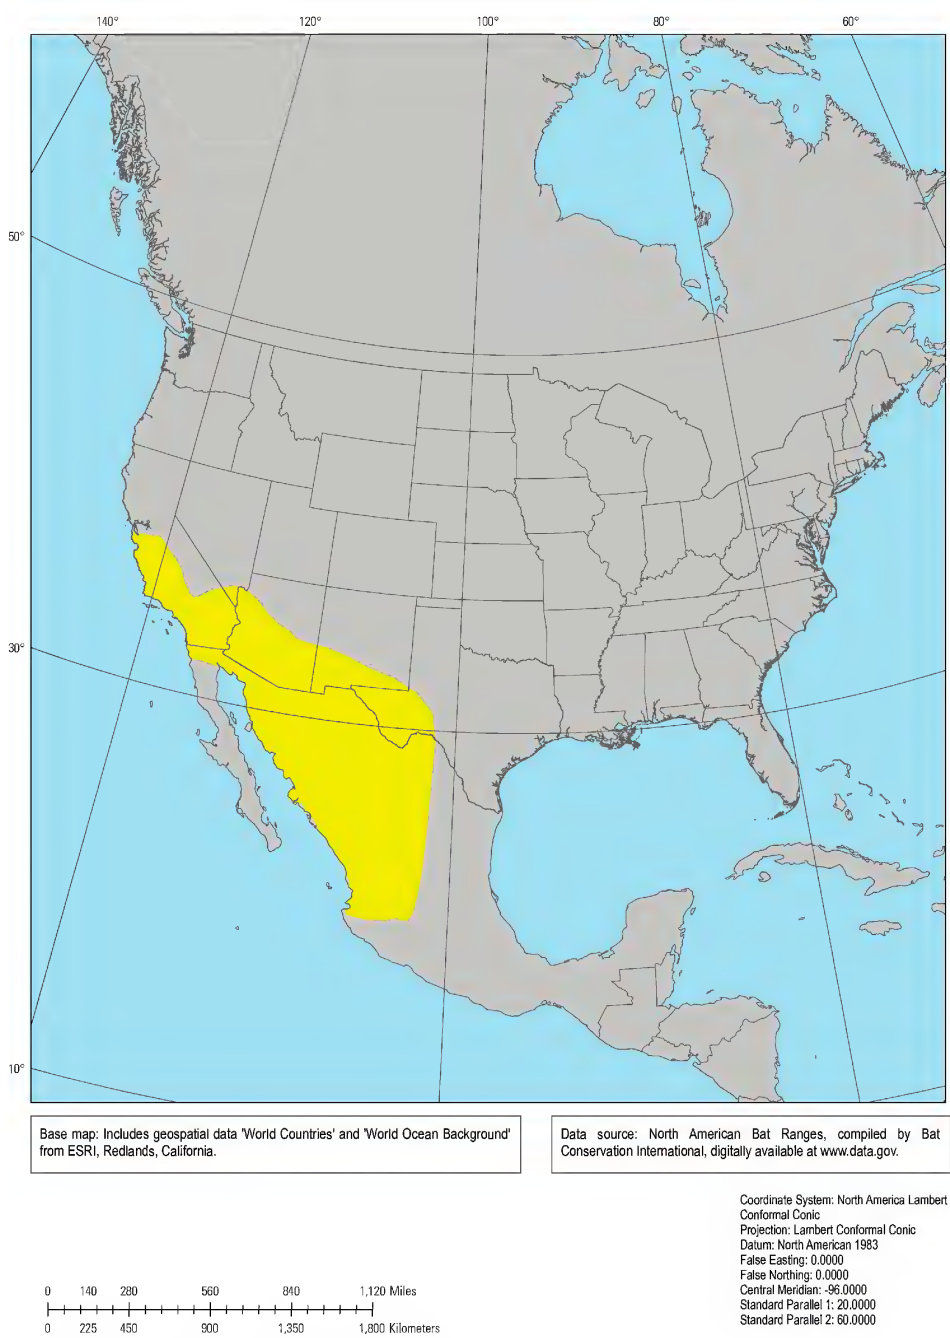 140° 120° 100° 80° 60°
50°
30°
10°
Base map: Includes geospatial data 'World Countries' and 'World Ocean Background'
from ESRI, Redlands, California.
Data source: North American Bat Ranges, compiled by Bat
Conservation International, digitally available at www.data.gov.
Coordinate System: North America Lambert
Conformal Conic
Projection: Lambert Conformal Conic
Datum: North American 1983
False Easting: 0.0000
False Northing: 0.0000
Central Meridian: -96.0000
Standard Parallel 1: 20.0000
Standard Parallel 2: 60.0000
0 140 280 560 840 1,120 Miles
0 225 450 900 1,350 1,800 Kilometers